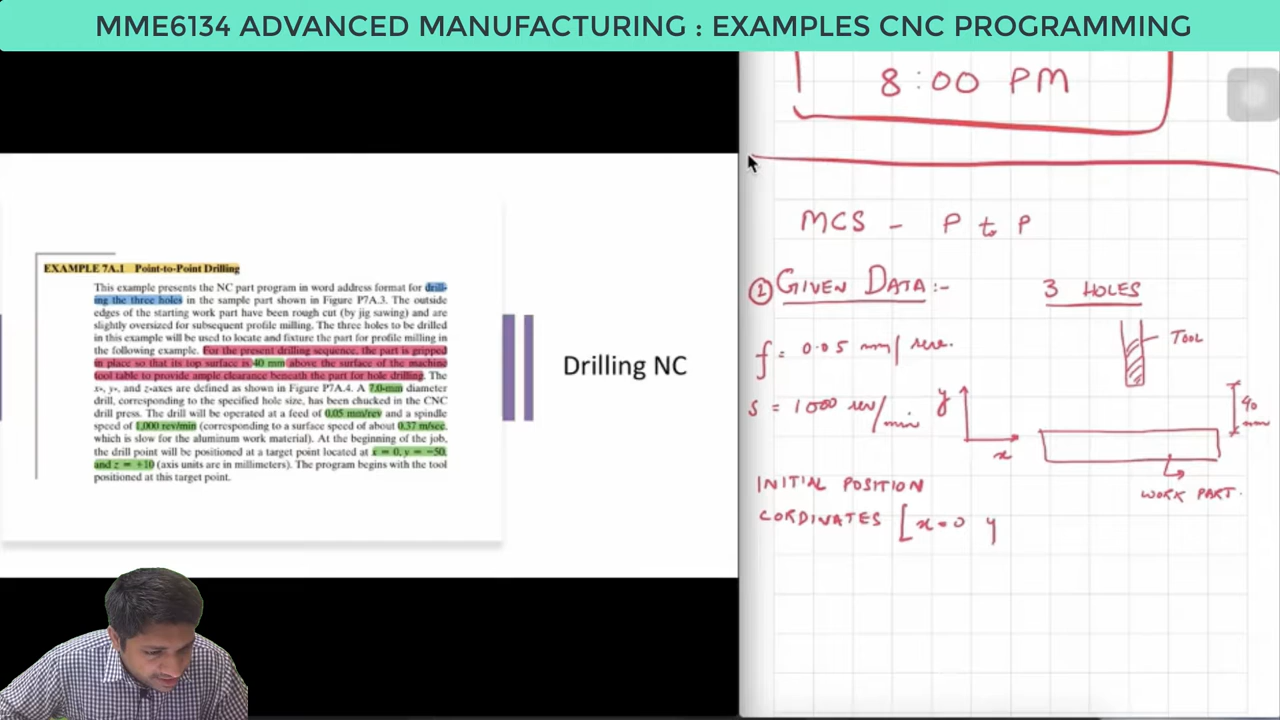 MME6134 ADVANCED MANUFACTURING : EXAMPLES CNC PROGRAMMING
EXAMPLE 7A.1 Point-to-Point Drilling
This example presents the NC part program in word address format for drill-
ing the three holes in the sample part shown in Figure P7A.3. The outside
edges of the starting work part have been rough cut (by jig sawing) and are
slightly oversized for subsequent profile milling. The three holes to be drilled
in this example will be used to locate and fixture the part for profile milling in
the following example. For the present drilling sequence, the part is gripped
in place so that its top surface is 40 mm above the surface of the machine
tool table to provide ample clearance beneath the part for hole drilling. The
x-, y-, and z-axes are defined as shown in Figure P7A.4. A 7.0-mm diameter
drill, corresponding to the specified hole size, has been chucked in the CNC
drill press. The drill will be operated at a feed of 0.05 mm/rev and a spindle
speed of 1,000 rev/min (corresponding to a surface speed of about 0.37 m/sec,
which is slow for the aluminum work material). At the beginning of the job,
the drill point will be positioned at a target point located at x = 0, y = −50,
and z = +10 (axis units are in millimeters). The program begins with the tool
positioned at this target point.
Drilling NC
8:00 PM
MCS - P to P
② GIVEN DATA :-
3 HOLES
f = 0.05 mm/rev.
TOOL
S = 1000 rev/min
y
x
40 mm
WORK PART.
INITIAL POSITION
CORDINATES [x=0 y